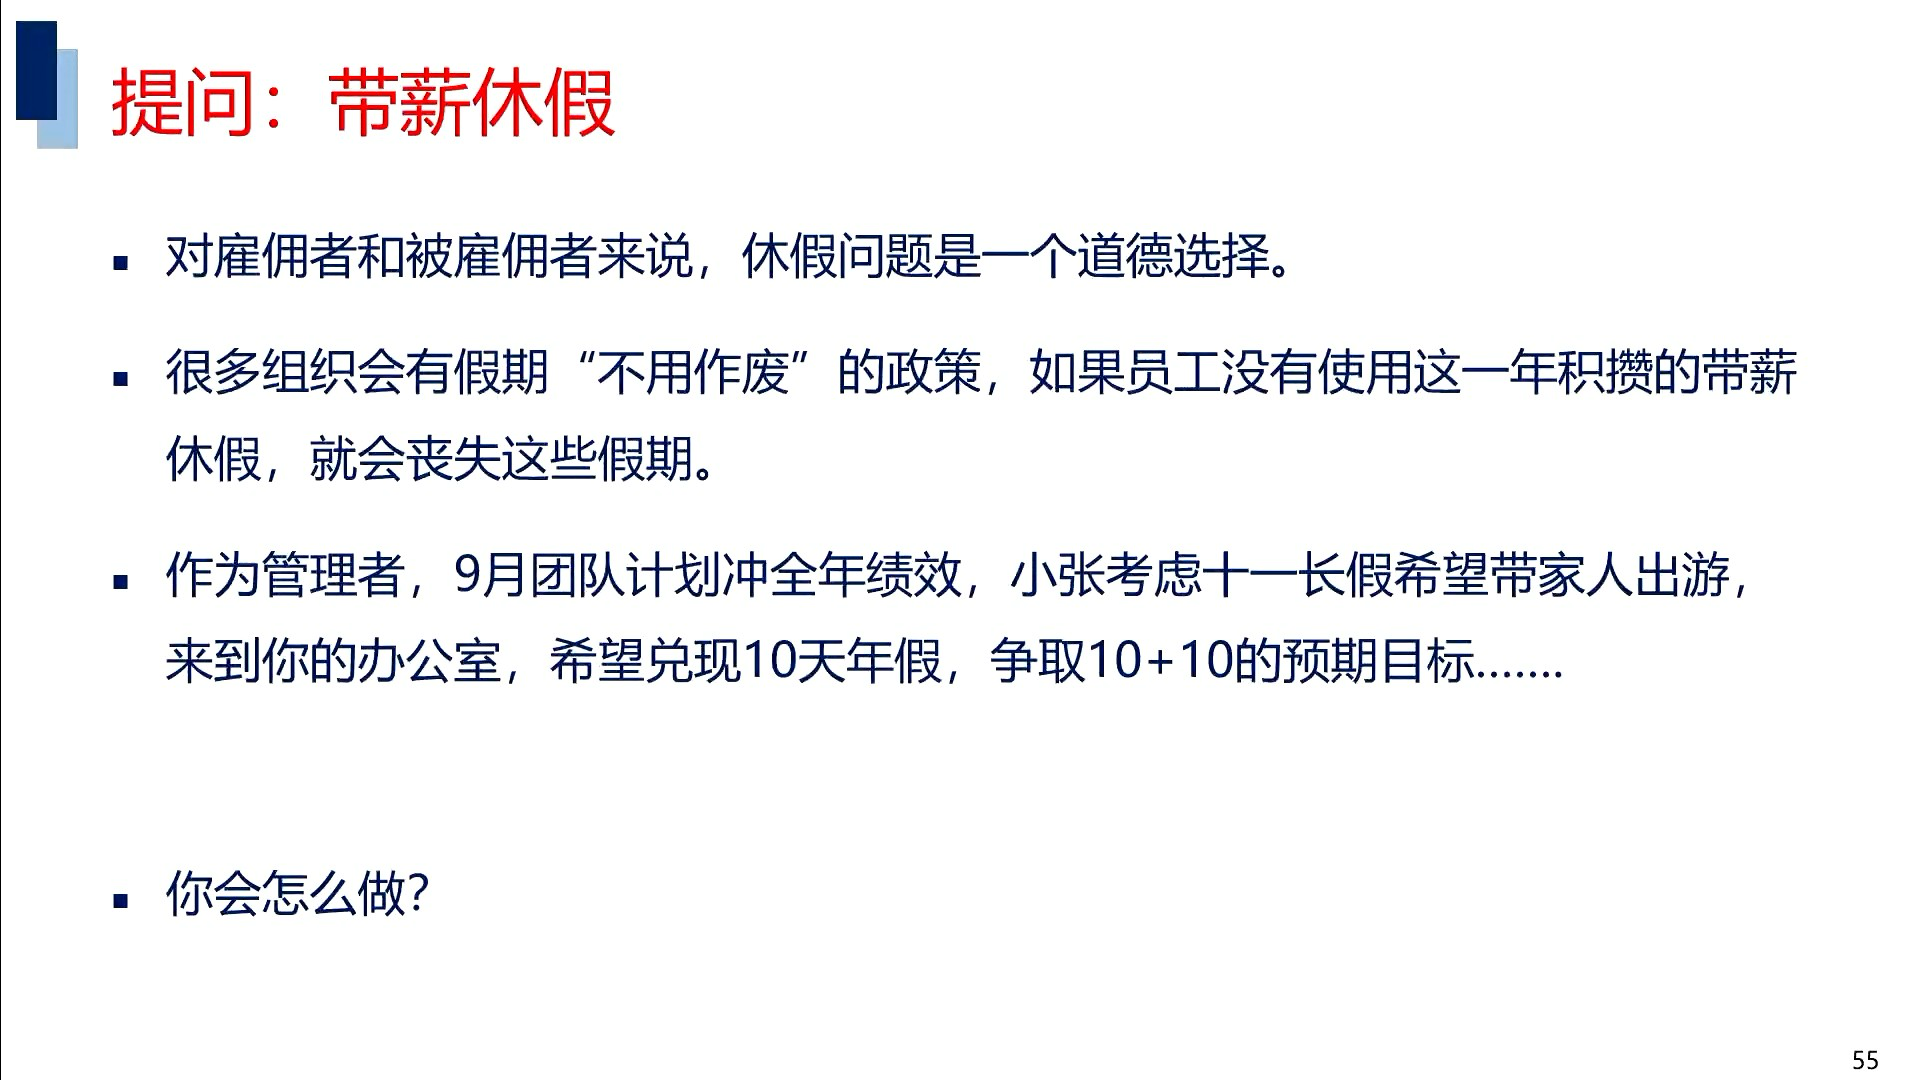 提问：带薪休假
▪ 对雇佣者和被雇佣者来说，休假问题是一个道德选择。
▪ 很多组织会有假期“不用作废”的政策，如果员工没有使用这一年积攒的带薪
休假，就会丧失这些假期。
▪ 作为管理者，9月团队计划冲全年绩效，小张考虑十一长假希望带家人出游，
来到你的办公室，希望兑现10天年假，争取10+10的预期目标.......
▪ 你会怎么做？
55